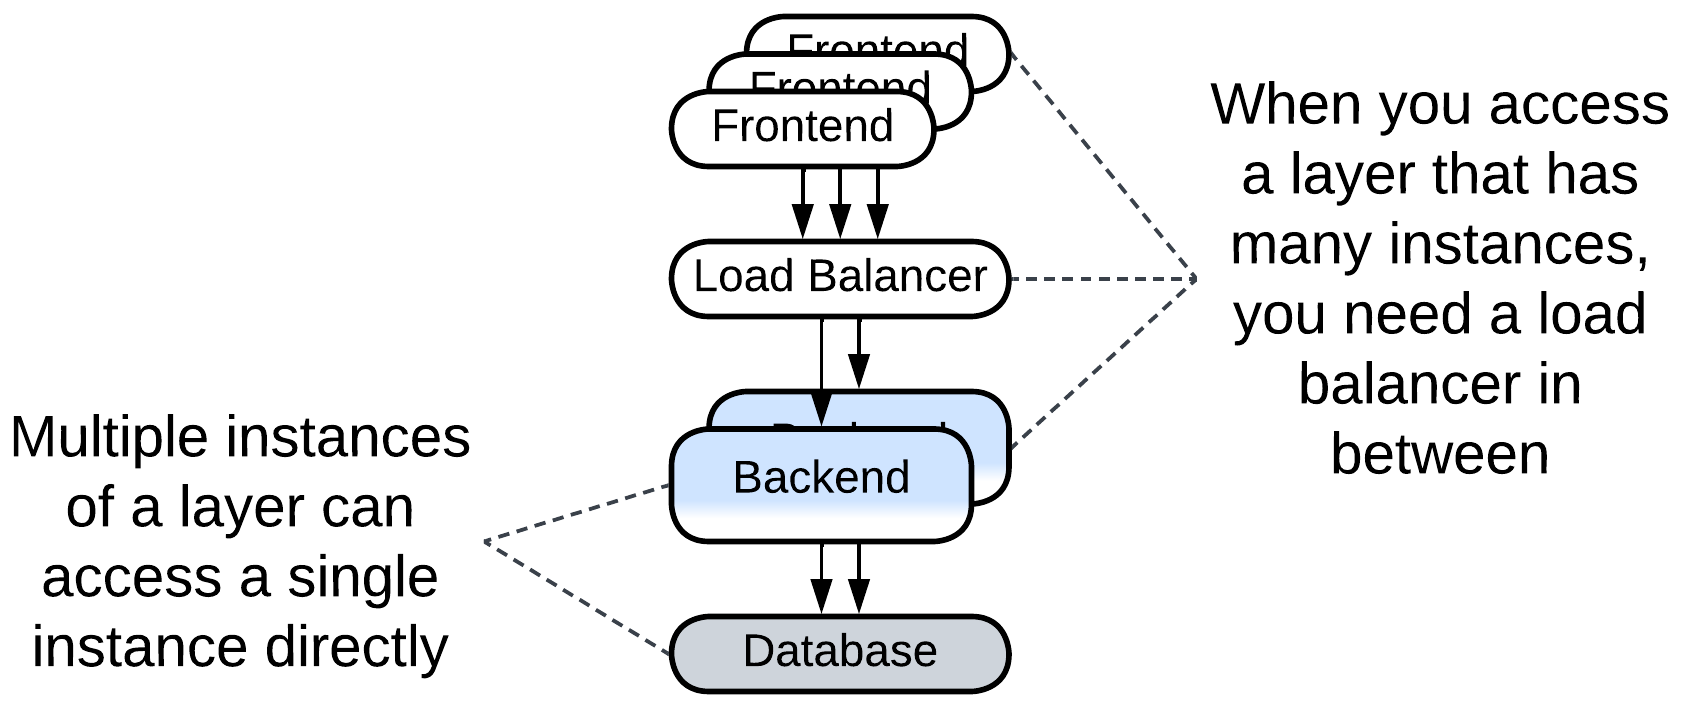 Frontend
Frontend
Frontend
Load Balancer
Backend
Database
When you access
a layer that has
many instances,
you need a load
balancer in
between
Multiple instances
of a layer can
access a single
instance directly